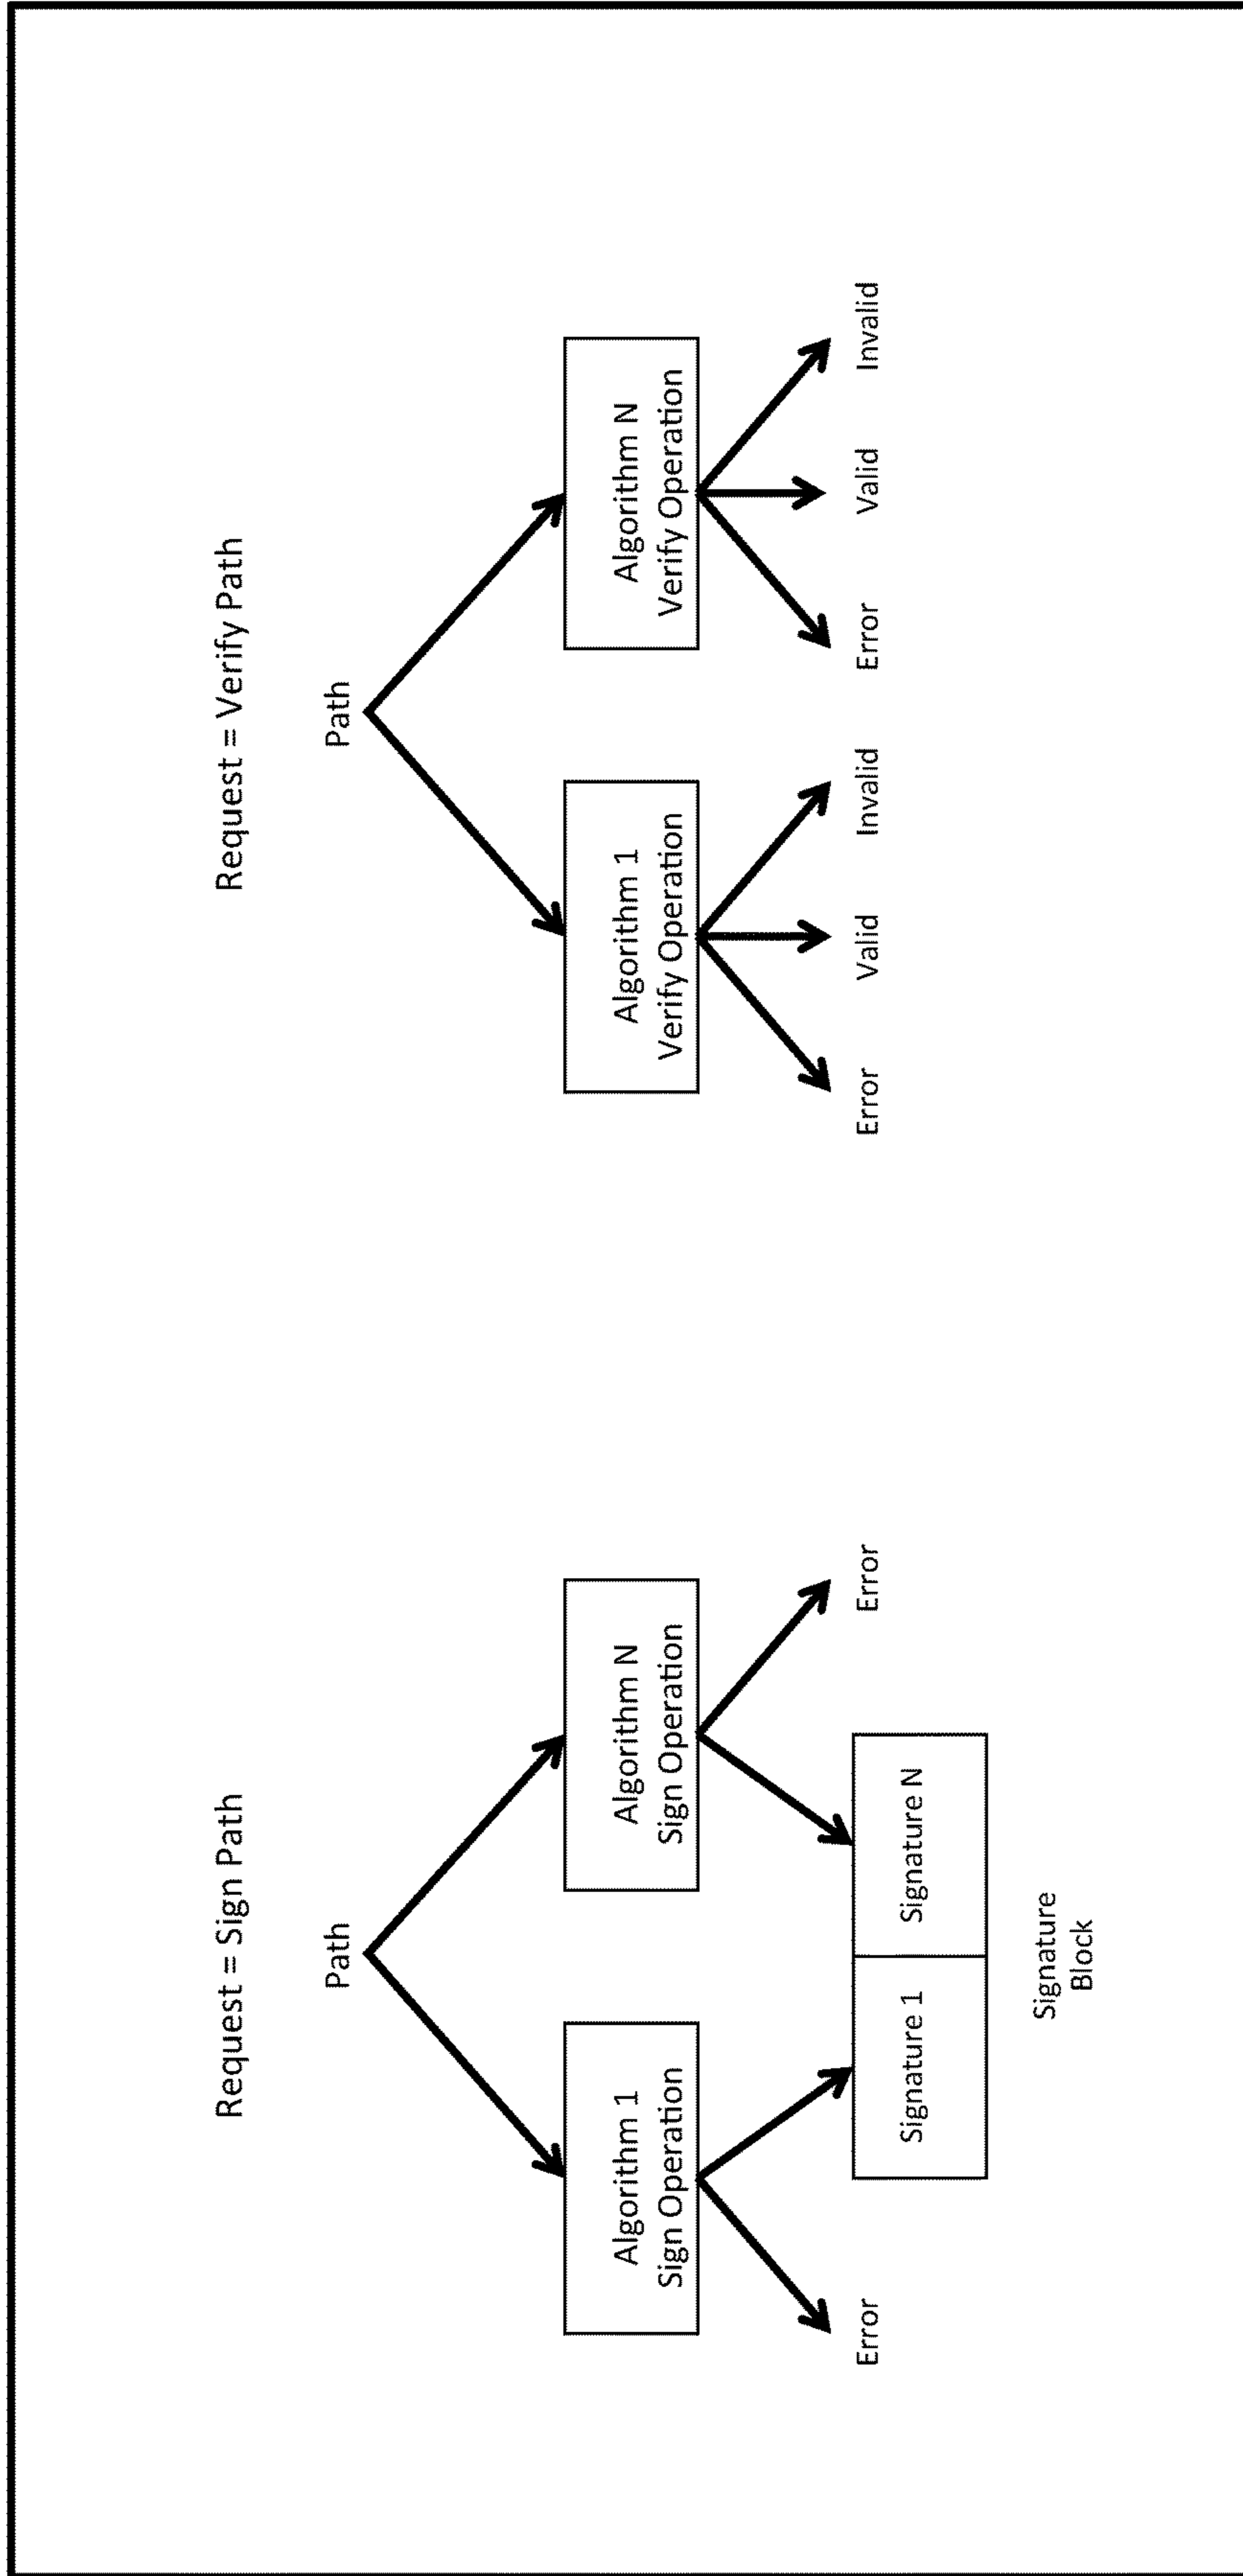 Request = Sign Path
Path
Algorithm 1
Sign Operation
Algorithm N
Sign Operation
Error
Signature 1
Signature N
Error
Signature
Block
Request = Verify Path
Path
Algorithm 1
Verify Operation
Algorithm N
Verify Operation
Error
Valid
Invalid
Error
Valid
Invalid